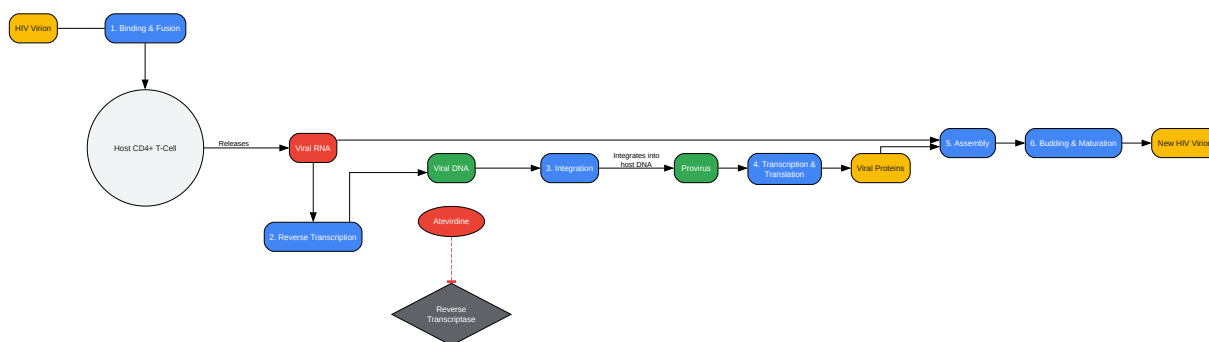 HIV Virion
1. Binding & Fusion
Host CD4+ T-Cell
Releases
Viral RNA
2. Reverse Transcription
Viral DNA
3. Integration
Integrates into
host DNA
Provirus
4. Transcription &
Translation
Viral Proteins
5. Assembly
6. Budding & Maturation
New HIV Virion
Atevirdine
Reverse
Transcriptase